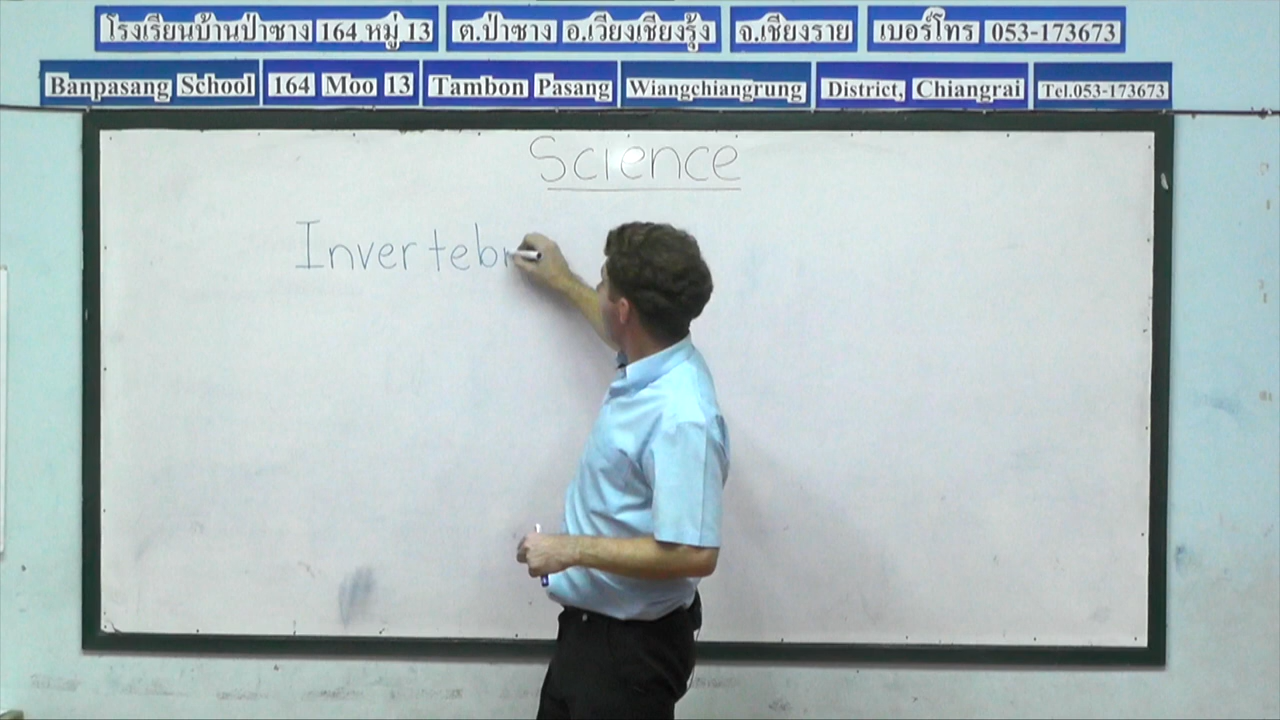 โรงเรียนบ้านป่าซาง 164 หมู่ 13 ต.ป่าซาง อ.เวียงเชียงรุ้ง จ.เชียงราย เบอร์โทร 053-173673
Banpasang School 164 Moo 13 Tambon Pasang Wiangchiangrung District, Chiangrai Tel.053-173673
Science
Invertebr